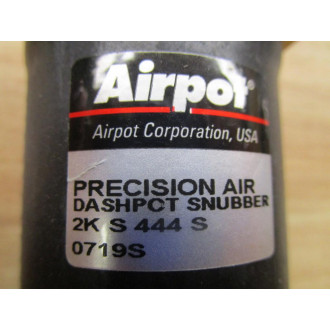 Airpot®
Airpot Corporation, USA
PRECISION AIR
DASHPOT SNUBBER
2K S 444 S
0719S